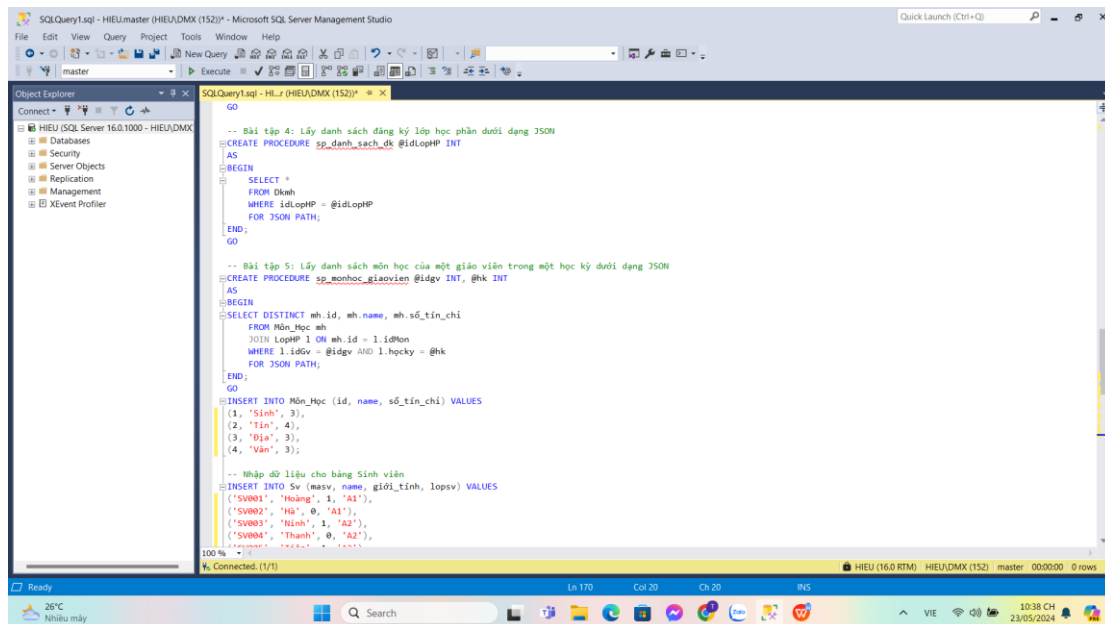 SQLQuery1.sql - HIEU.master (HIEU\DMX (152))* - Microsoft SQL Server Management Studio
Quick Launch (Ctrl+Q)
File Edit View Query Project Tools Window Help
New Query
master
Execute
Object Explorer
SQLQuery1.sql - HI...r (HIEU\DMX (152))*
Connect
HIEU (SQL Server 16.0.1000 - HIEU\DMX
Databases
Security
Server Objects
Replication
Management
XEvent Profiler
GO
-- Bài tập 4: Lấy danh sách đăng ký lớp học phần dưới dạng JSON
CREATE PROCEDURE sp_danh_sach_dk @idLopHP INT
AS
BEGIN
SELECT *
FROM Dkmh
WHERE idLopHP = @idLopHP
FOR JSON PATH;
END;
GO
-- Bài tập 5: Lấy danh sách môn học của một giáo viên trong một học kỳ dưới dạng JSON
CREATE PROCEDURE sp_monhoc_giaovien @idgv INT, @hk INT
AS
BEGIN
SELECT DISTINCT mh.id, mh.name, mh.số_tín_chi
FROM Môn_Học mh
JOIN LopHP l ON mh.id = l.idMon
WHERE l.idGv = @idgv AND l.họcky = @hk
FOR JSON PATH;
END;
GO
INSERT INTO Môn_Học (id, name, số_tín_chi) VALUES
(1, 'Sinh', 3),
(2, 'Tin', 4),
(3, 'Địa', 3),
(4, 'Văn', 3);
-- Nhập dữ liệu cho bảng Sinh viên
INSERT INTO Sv (masv, name, giới_tính, lopsv) VALUES
('SV001', 'Hoàng', 1, 'A1'),
('SV002', 'Hà', 0, 'A1'),
('SV003', 'Ninh', 1, 'A2'),
('SV004', 'Thanh', 0, 'A2'),
100 %
Connected. (1/1)
HIEU (16.0 RTM) HIEU\DMX (152) master 00:00:00 0 rows
Ready
Ln 170 Col 20 Ch 20 INS
26°C
Nhiều mây
Search
Zalo
VIE
10:38 CH
23/05/2024